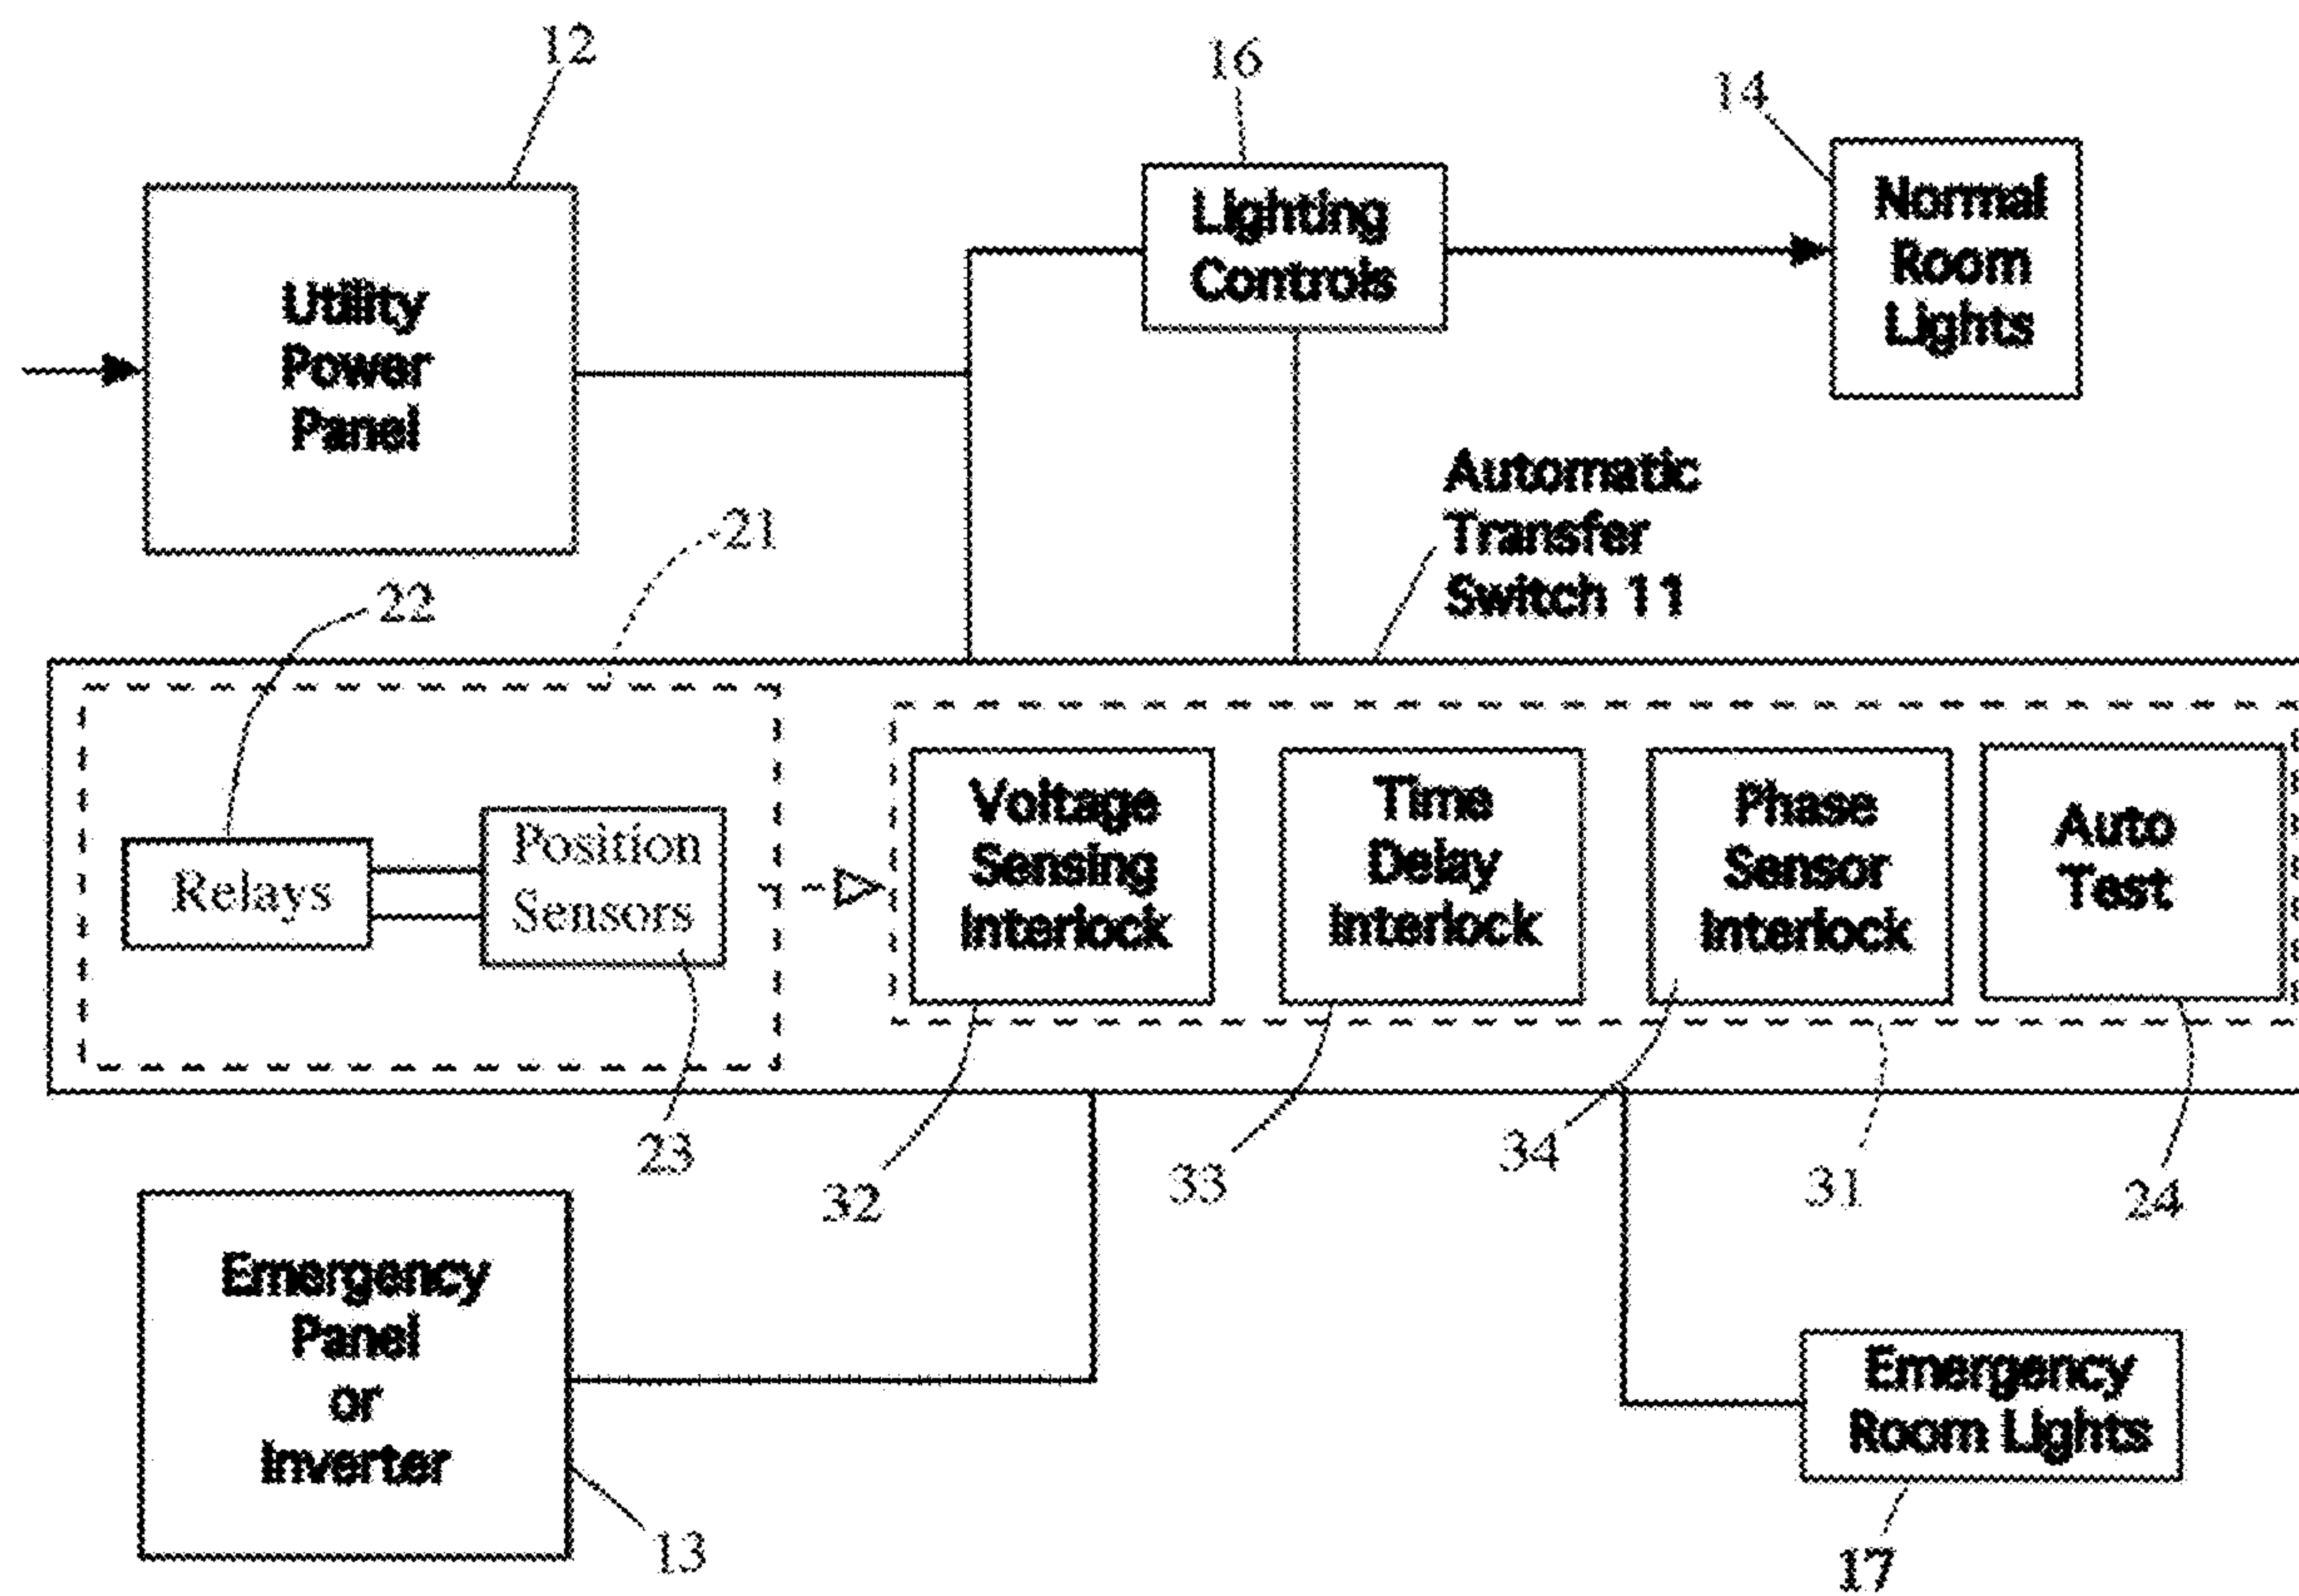 12
16
14
Utility
Power
Panel
Lighting
Controls
Normal
Room
Lights
21
22
Automatic
Transfer
Switch 11
Relays
Position
Sensors
Voltage
Sensing
Interlock
Time
Delay
Interlock
Phase
Sensor
Interlock
Auto
Test
23
32
33
34
31
24
Emergency
Panel
or
Inverter
13
Emergency
Room Lights
17